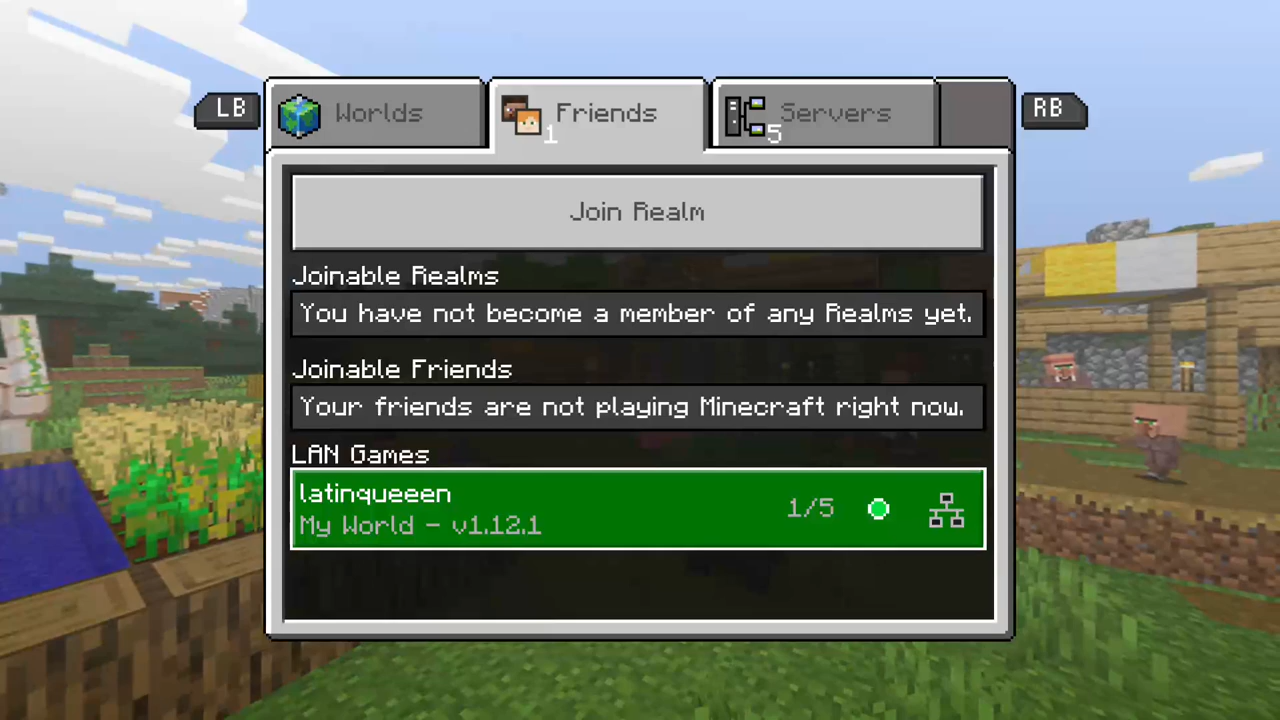 LB
Worlds
1
Friends
5
Servers
RB
Join Realm
Joinable Realms
You have not become a member of any Realms yet.
Joinable Friends
Your friends are not playing Minecraft right now.
LAN Games
latinqueeen
My World - v1.12.1
1/5